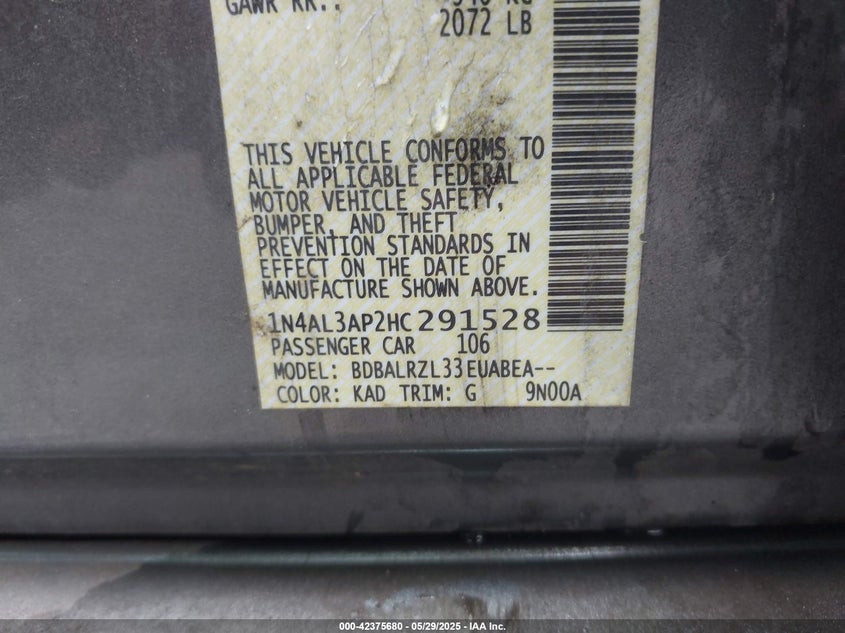 GAWR RR.:
2072 LB
THIS VEHICLE CONFORMS TO
ALL APPLICABLE FEDERAL
MOTOR VEHICLE SAFETY,
BUMPER, AND THEFT
PREVENTION STANDARDS IN
EFFECT ON THE DATE OF
MANUFACTURE SHOWN ABOVE.
1N4AL3AP2HC291528
PASSENGER CAR 106
MODEL: BDBALRZL33EUABEA--
COLOR: KAD TRIM: G 9N00A
000-42375680 - 05/29/2025 - IAA Inc.